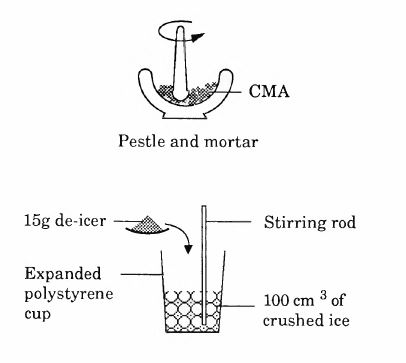 CMA
Pestle and mortar
15g de-icer
Stirring rod
Expanded
polystyrene
cup
100 cm 3 of
crushed ice